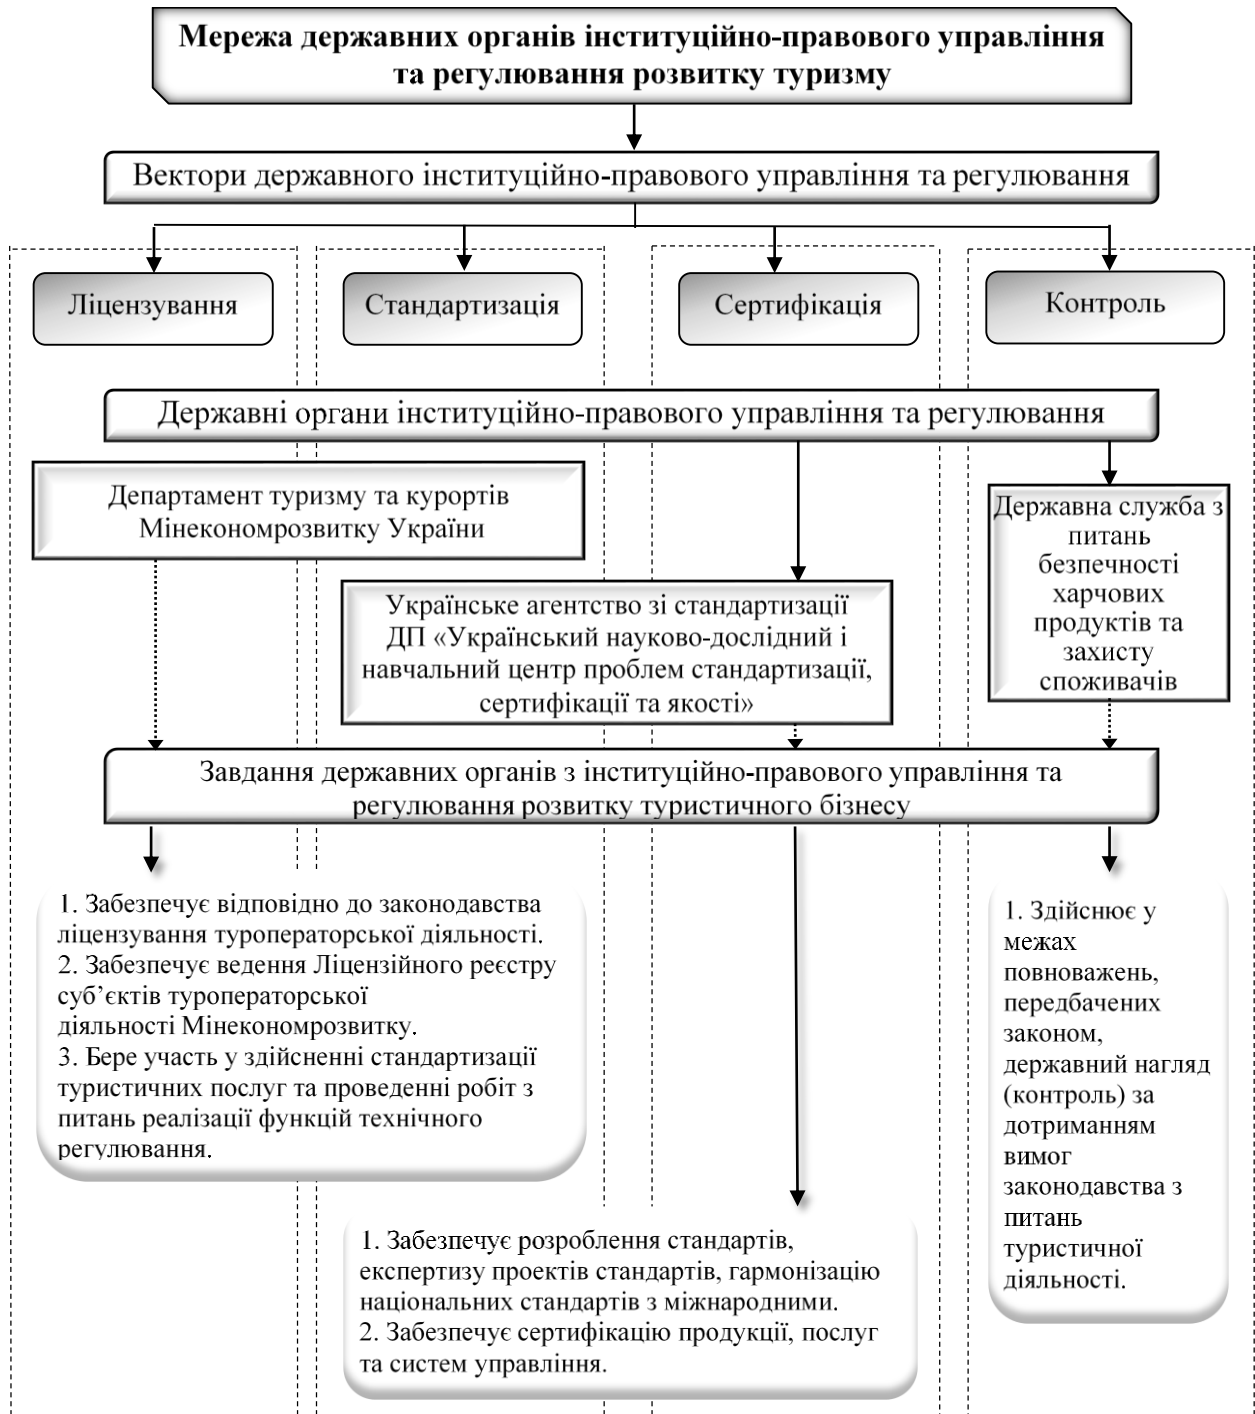 Мережа державних органів інституційно-правового управління
та регулювання розвитку туризму
Вектори державного інституційно-правового управління та регулювання
Ліцензування
Стандартизація
Сертифікація
Контроль
Державні органи інституційно-правового управління та регулювання
Департамент туризму та курортів
Мінекономрозвитку України
Українське агентство зі стандартизації
ДП «Український науково-дослідний і
навчальний центр проблем стандартизації,
сертифікації та якості»
Державна служба з
питань
безпечності
харчових
продуктів та
захисту
споживачів
Завдання державних органів з інституційно-правового управління та
регулювання розвитку туристичного бізнесу
1. Забезпечує відповідно до законодавства
ліцензування туроператорської діяльності.
2. Забезпечує ведення Ліцензійного реєстру
суб’єктів туроператорської
діяльності Мінекономрозвитку.
3. Бере участь у здійсненні стандартизації
туристичних послуг та проведенні робіт з
питань реалізації функцій технічного
регулювання.
1. Забезпечує розроблення стандартів,
експертизу проектів стандартів, гармонізацію
національних стандартів з міжнародними.
2. Забезпечує сертифікацію продукції, послуг
та систем управління.
1. Здійснює у
межах
повноважень,
передбачених
законом,
державний нагляд
(контроль) за
дотриманням
вимог
законодавства з
питань
туристичної
діяльності.